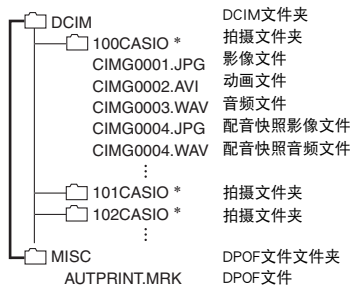 DCIM DCIM文件夹
100CASIO * 拍摄文件夹
CIMG0001.JPG 影像文件
CIMG0002.AVI 动画文件
CIMG0003.WAV 音频文件
CIMG0004.JPG 配音快照影像文件
CIMG0004.WAV 配音快照音频文件
⋮
101CASIO * 拍摄文件夹
102CASIO * 拍摄文件夹
⋮
MISC DPOF文件文件夹
AUTPRINT.MRK DPOF文件